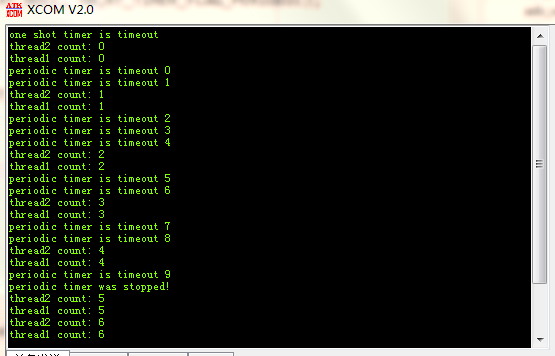 ATK
XCOM
XCOM V2.0
one shot timer is timeout
thread2 count: 0
thread1 count: 0
periodic timer is timeout 0
periodic timer is timeout 1
thread2 count: 1
thread1 count: 1
periodic timer is timeout 2
periodic timer is timeout 3
periodic timer is timeout 4
thread2 count: 2
thread1 count: 2
periodic timer is timeout 5
periodic timer is timeout 6
thread2 count: 3
thread1 count: 3
periodic timer is timeout 7
periodic timer is timeout 8
thread2 count: 4
thread1 count: 4
periodic timer is timeout 9
periodic timer was stopped!
thread2 count: 5
thread1 count: 5
thread2 count: 6
thread1 count: 6